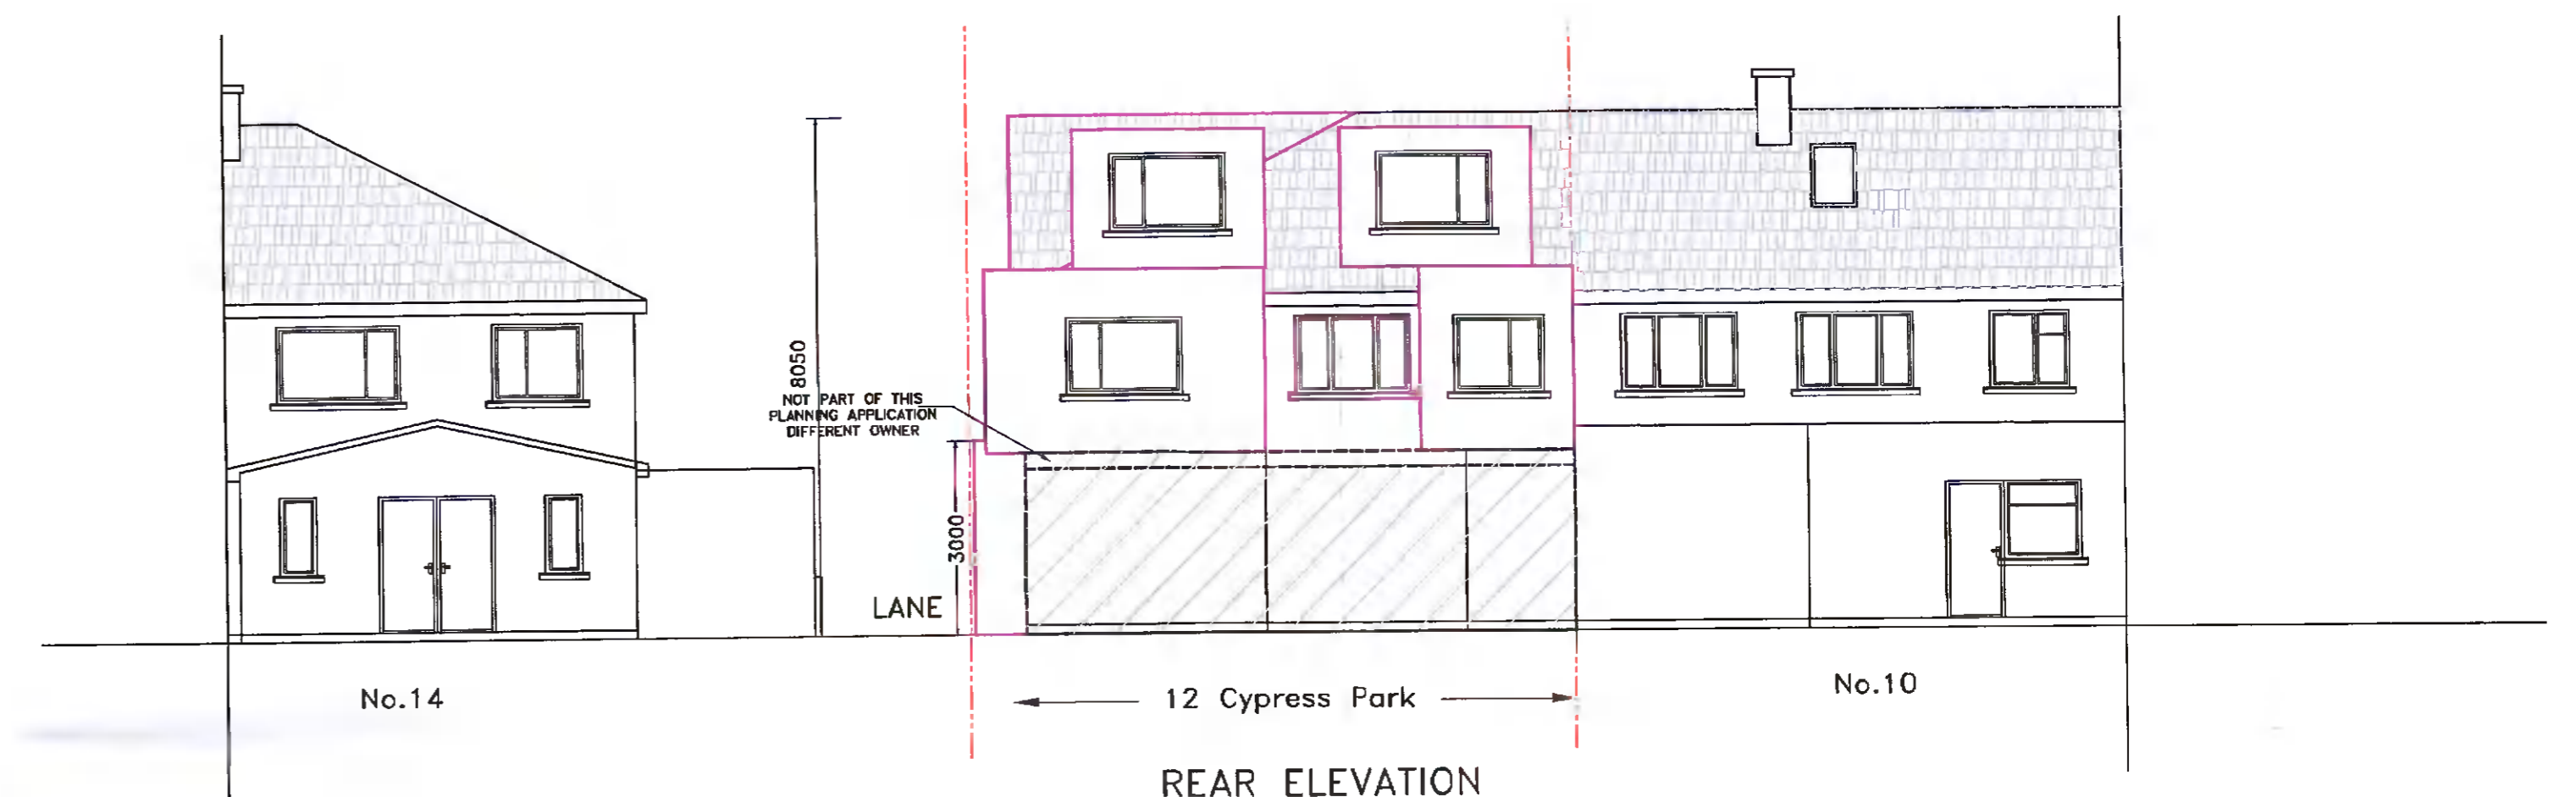 8050
NOT PART OF THIS
PLANNING APPLICATION
DIFFERENT OWNER
3000
LANE
No.14
12 Cypress Park
No.10
REAR ELEVATION